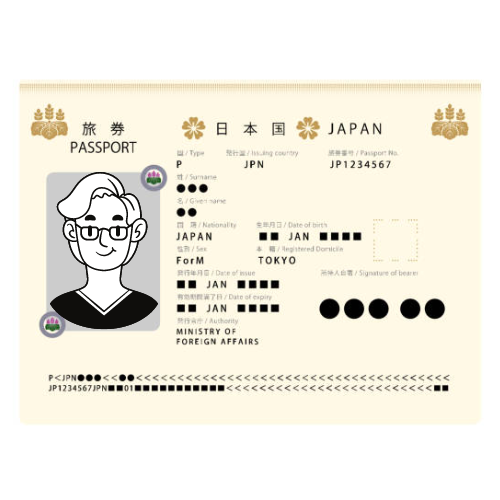 旅券 日本国 JAPAN
PASSPORT
型 / Type 発行国 / Issuing country 旅券番号 / Passport No.
P JPN JP1234567
姓 / Surname
●●●
名 / Given name
●●
国 籍 / Nationality 生年月日 / Date of birth
JAPAN ■■ JAN ■■■■
性別 / Sex 本 籍 / Registered Domicile
ForM TOKYO
発行年月日 / Date of issue 所持人自署 / Signature of bearer
■■ JAN ■■■■
有効期間満了日 / Date of expiry
■■ JAN ■■■■ ●●● ●●
発行官庁 / Authority
MINISTRY OF
FOREIGN AFFAIRS
P<JPN●●●<<●●<<<<<<<<<<<<<<<<<<<<<<<<<<<<<<<<<<
JP1234567JPN■■01■■■■■■■■■■■<<<<<<<<<<<<<<<<<<<<<<<■■